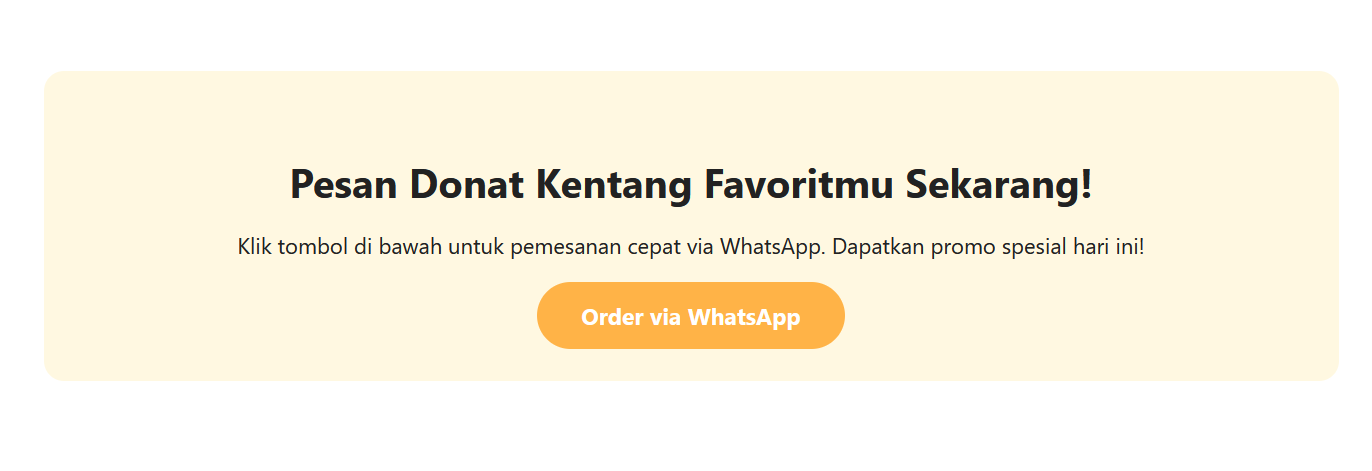 Pesan Donat Kentang Favoritmu Sekarang!
Klik tombol di bawah untuk pemesanan cepat via WhatsApp. Dapatkan promo spesial hari ini!
Order via WhatsApp